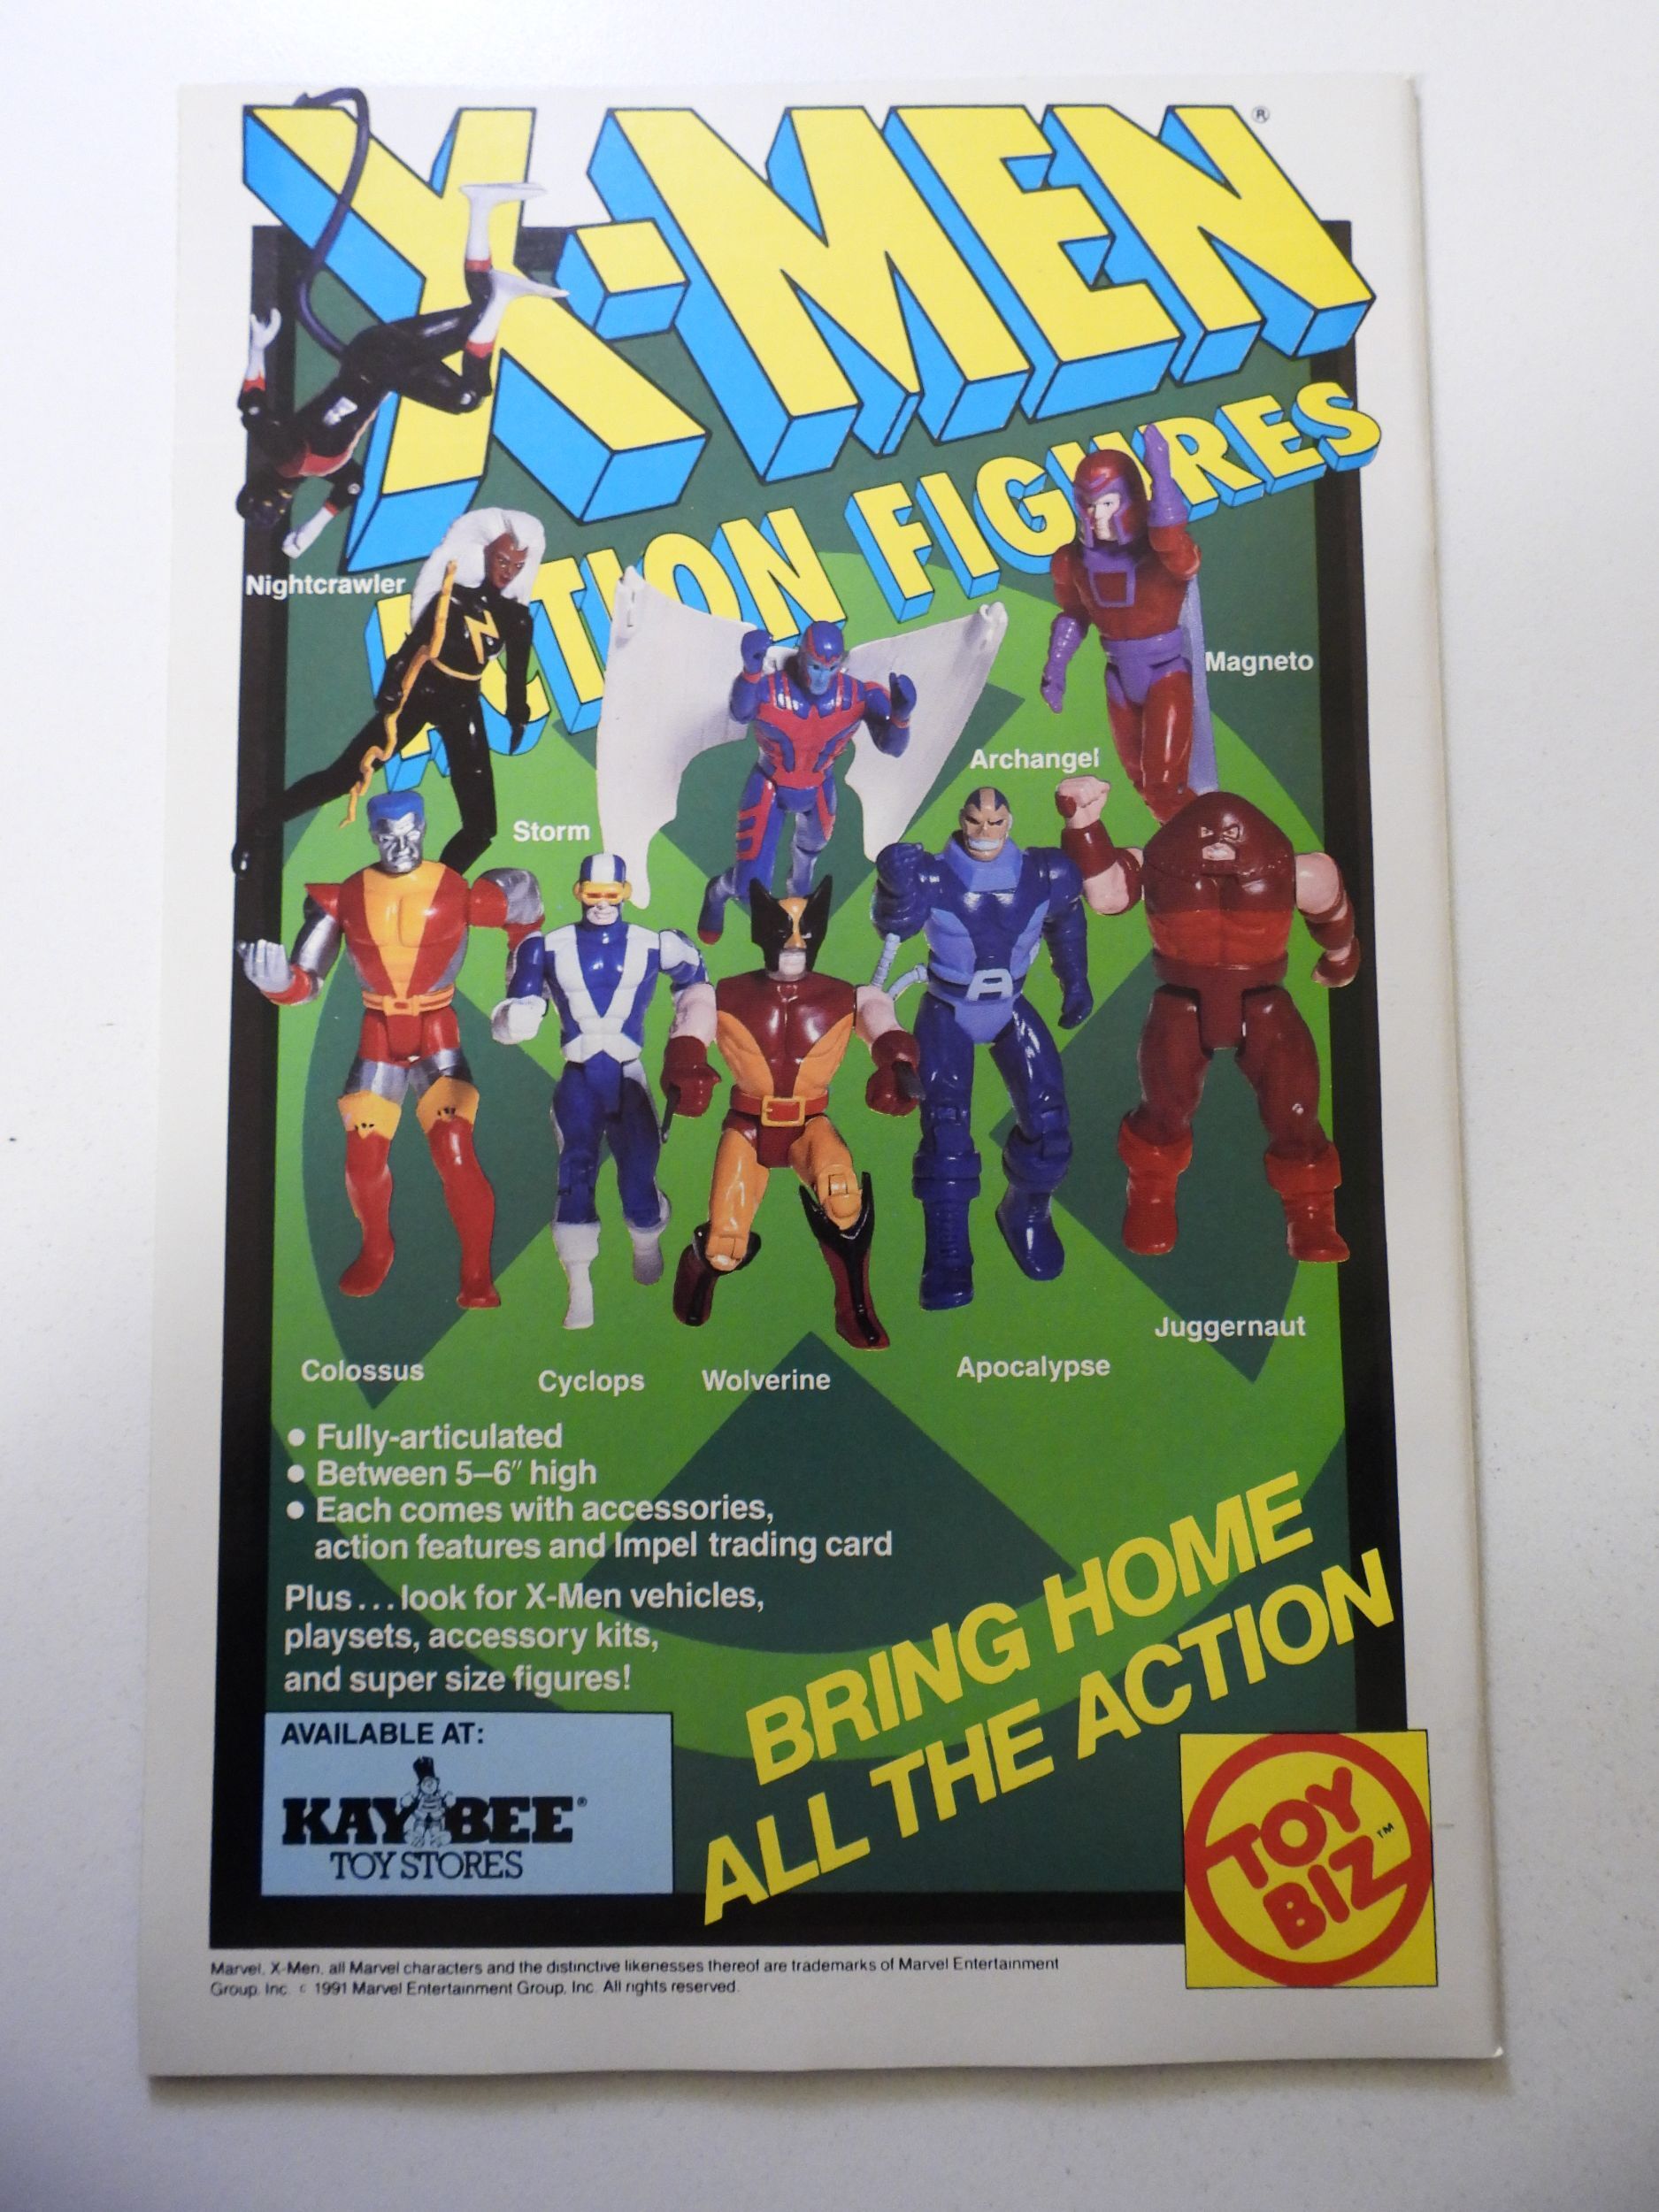 X-MEN®
ACTION FIGURES
Nightcrawler
Magneto
Archangel
Storm
Juggernaut
Colossus
Cyclops
Wolverine
Apocalypse
● Fully-articulated
● Between 5–6″ high
● Each comes with accessories,
action features and Impel trading card
Plus...look for X-Men vehicles,
playsets, accessory kits,
and super size figures!
BRING HOME
ALL THE ACTION
AVAILABLE AT:
KAY BEE®
TOY STORES
TOY
BIZ™
Marvel, X-Men, all Marvel characters and the distinctive likenesses thereof are trademarks of Marvel Entertainment
Group, Inc. © 1991 Marvel Entertainment Group, Inc. All rights reserved.